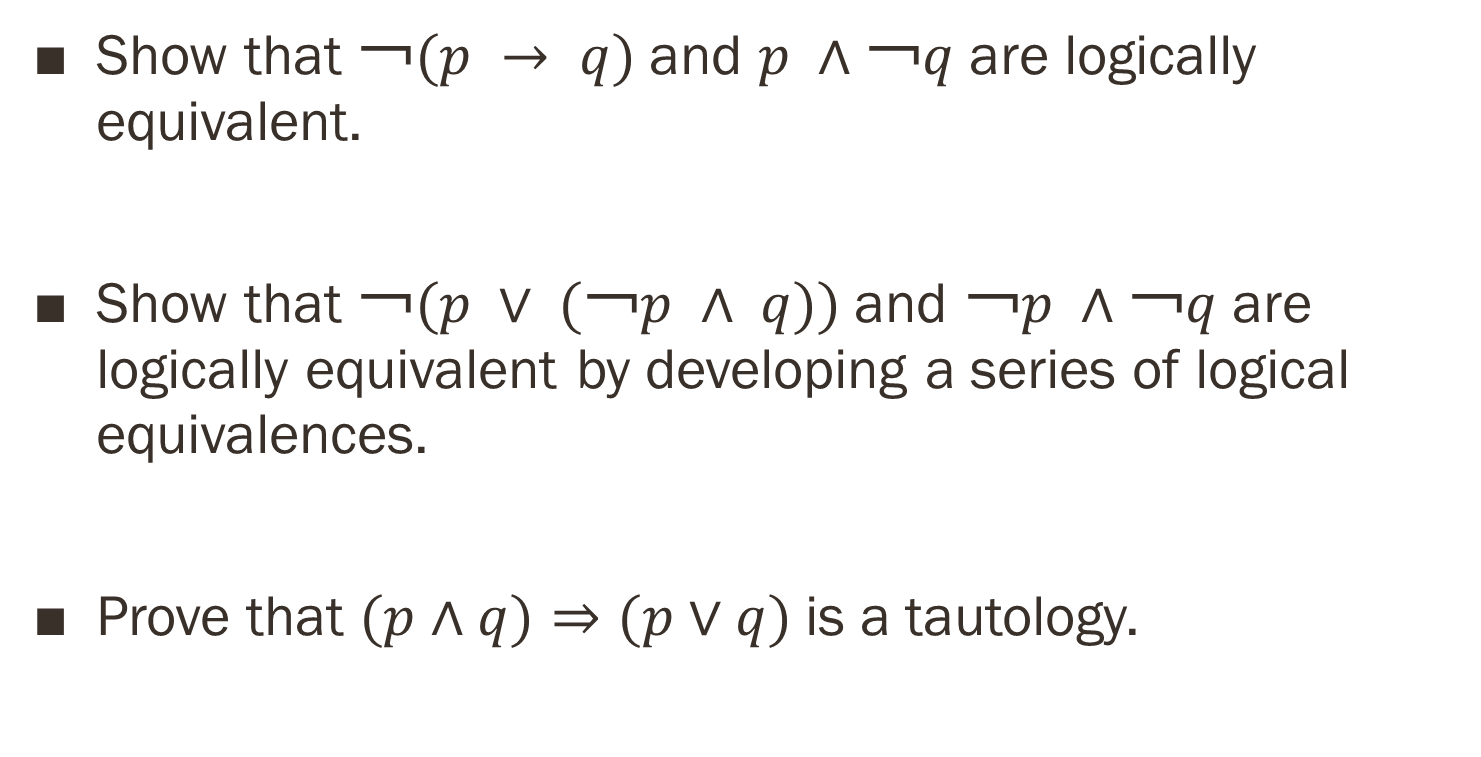 ■ Show that ¬(p → q) and p ∧ ¬q are logically
equivalent.
■ Show that ¬(p ∨ (¬p ∧ q)) and ¬p ∧ ¬q are
logically equivalent by developing a series of logical
equivalences.
■ Prove that (p ∧ q) ⇒ (p ∨ q) is a tautology.